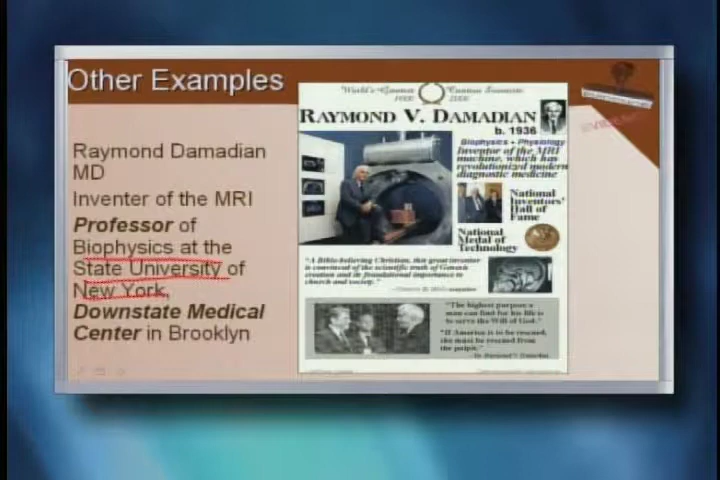 Other Examples
Raymond Damadian
MD
Inventer of the MRI
Professor of
Biophysics at the
State University of
New York,
Downstate Medical
Center in Brooklyn
World's Greatest Creation Scientists
RAYMOND V. DAMADIAN
b. 1936
Biophysics • Physiology
Inventor of the MRI
machine, which has
revolutionized modern
diagnostic medicine
National
Inventors'
Hall of
Fame
National
Medal of
Technology
"A Bible-believing Christian, this great inventor
is convinced of the scientific truth of Genesis
creation and its foundational importance to
church and society."
"The highest purpose a
man can find for his life is
to serve the Will of God."
"If America is to be rescued,
she must be rescued from
the pulpit."